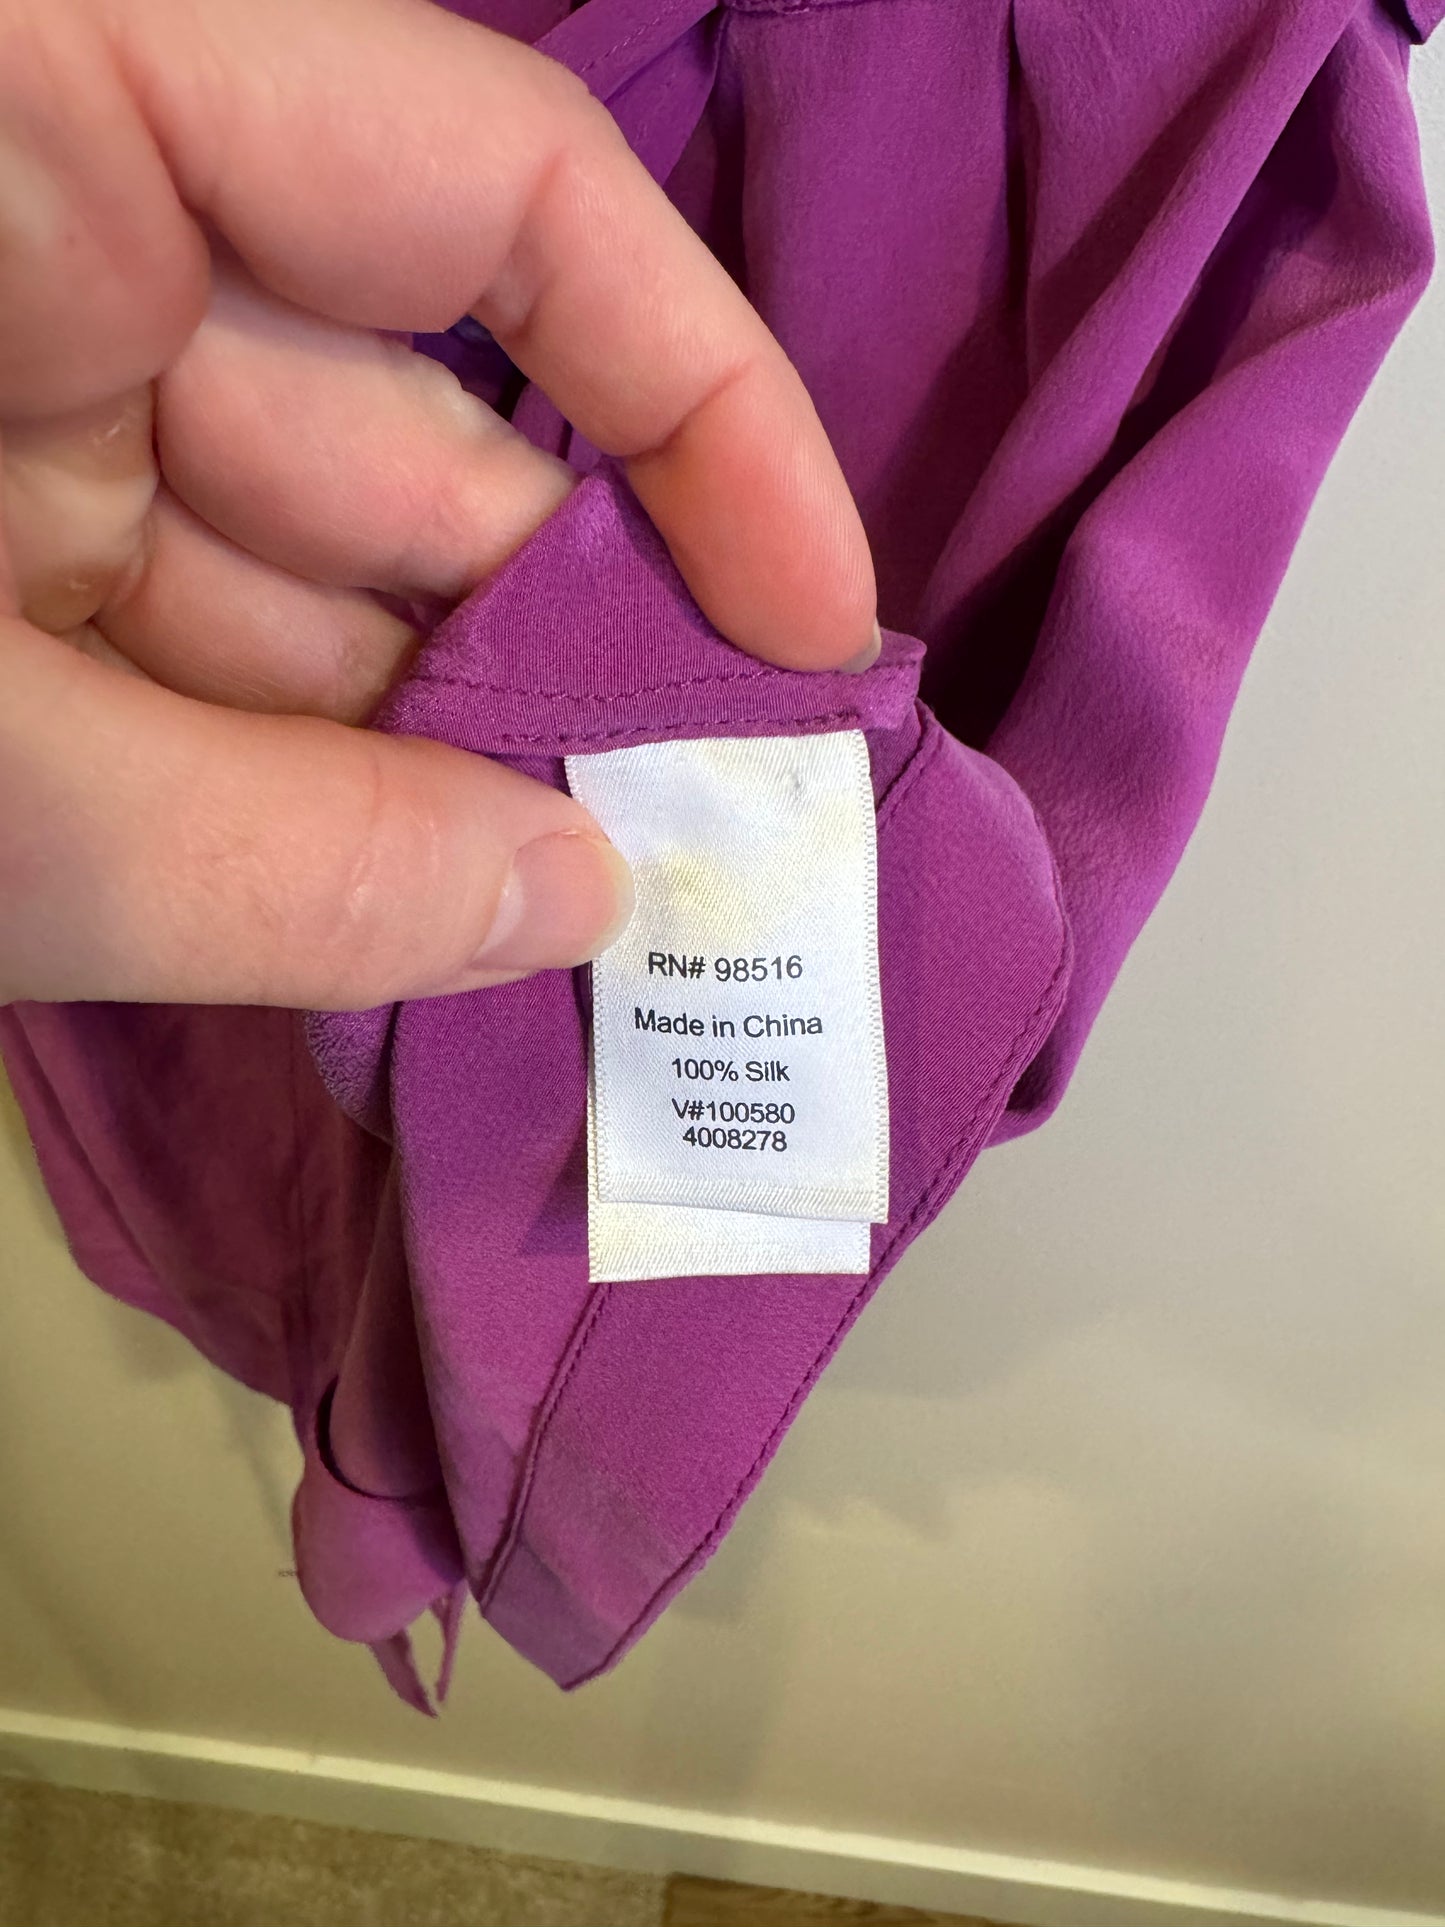 RN# 98516
Made in China
100% Silk
V#100580
4008278